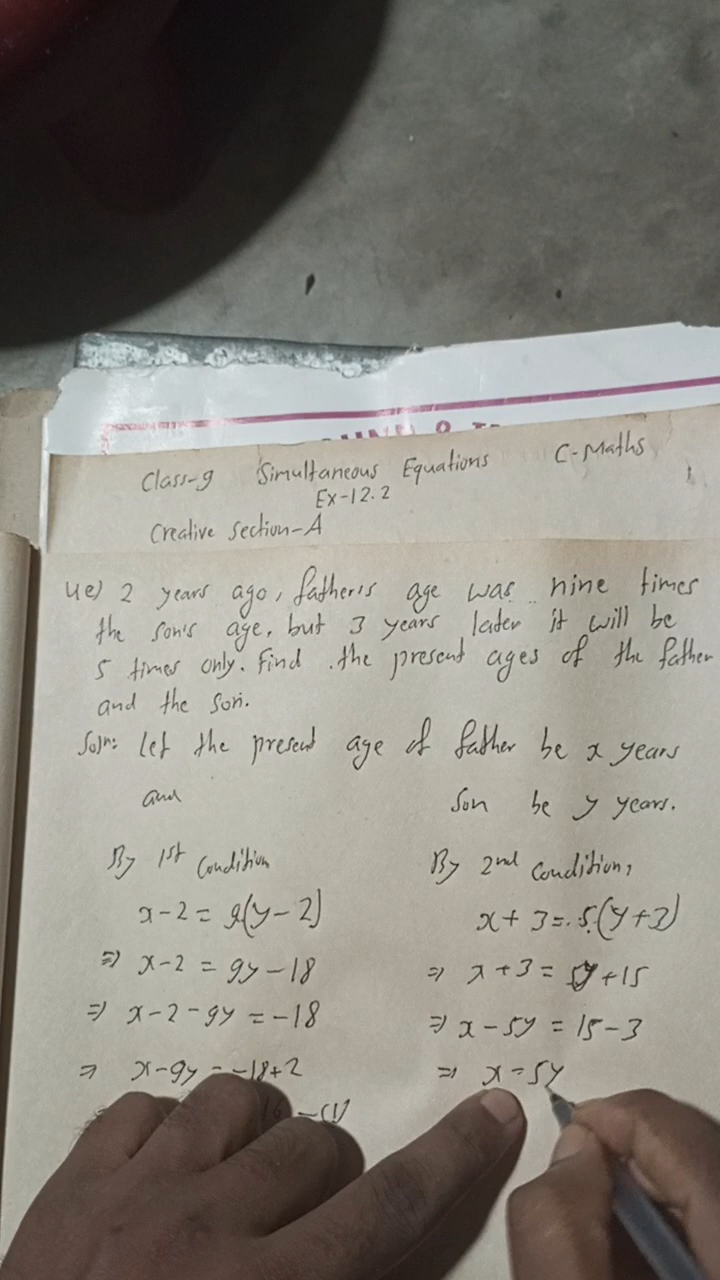 Class-9 Simultaneous Equations C-Maths
Ex-12.2
Creative Section-A
4e) 2 years ago, father's age was nine times
the son's age, but 3 years later it will be
5 times only. Find the present ages of the father
and the son.
Soln: Let the present age of father be x years
and son be y years.
By 1st Condition
x-2 = 9(y-2)
⇒ x-2 = 9y-18
⇒ x-2-9y = -18
⇒ x-9y = -18+2
16 -(1)
By 2nd Condition,
x+3 = 5(y+3)
⇒ x+3 = 5y+15
⇒ x-5y = 15-3
⇒ x-5y